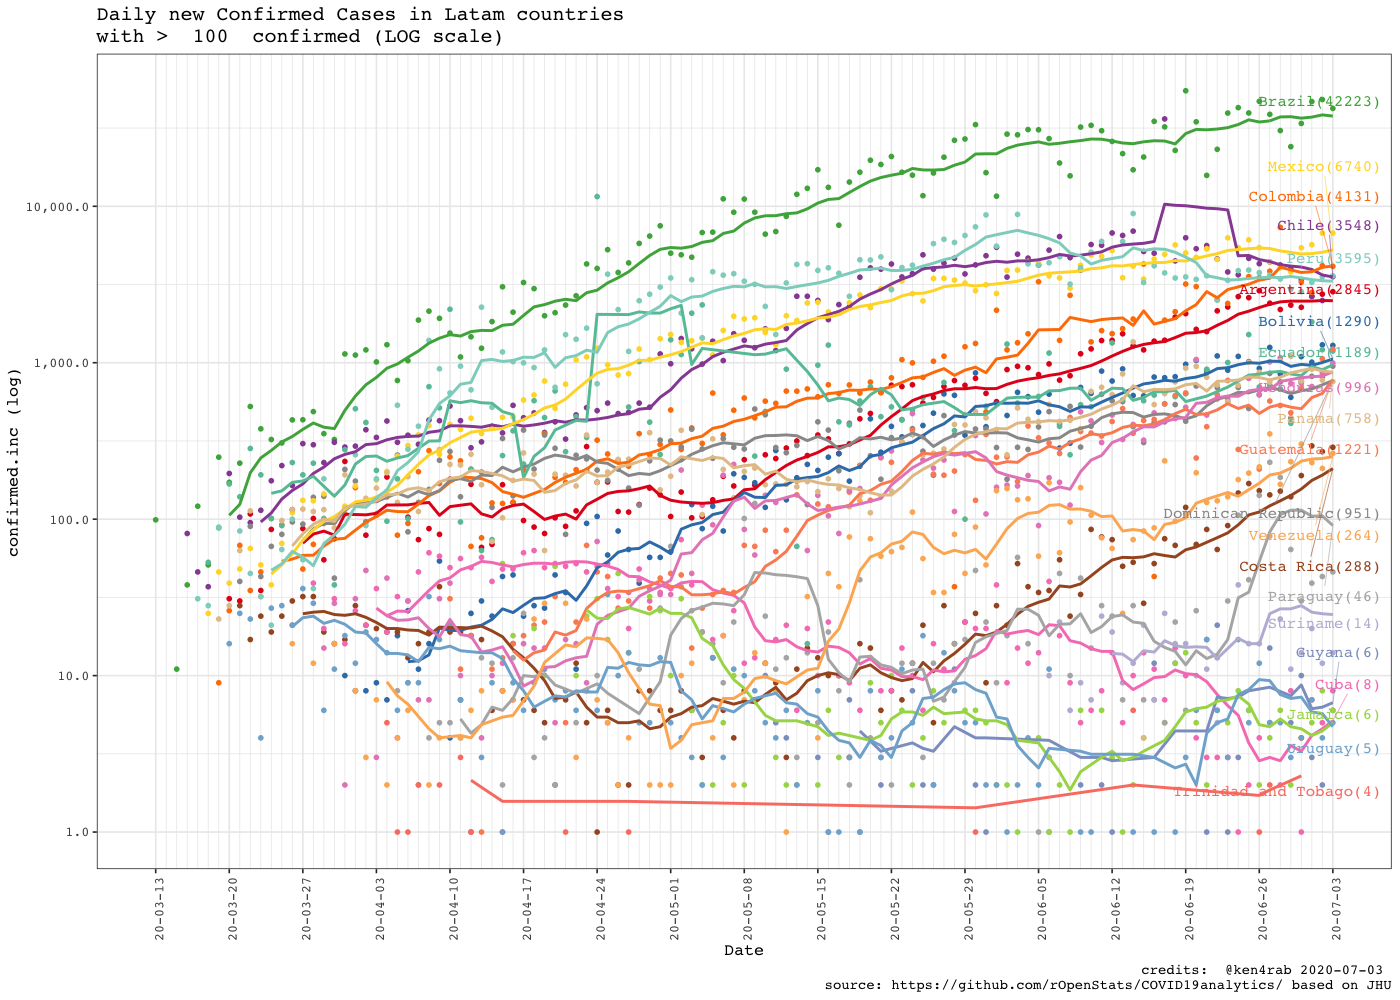 Daily new Confirmed Cases in Latam countries
with >  100  confirmed (LOG scale)
confirmed.inc (log)
10,000.0
1,000.0
100.0
10.0
1.0
Brazil(42223)
Mexico(6740)
Colombia(4131)
Chile(3548)
Peru(3595)
Argentina(2845)
Bolivia(1290)
Ecuador(1189)
(996)
Panama(758)
Guatemala(1221)
Dominican Republic(951)
Venezuela(264)
Costa Rica(288)
Paraguay(46)
Suriname(14)
Guyana(6)
Cuba(8)
Jamaica(6)
Uruguay(5)
Trinidad and Tobago(4)
20-03-13
20-03-20
20-03-27
20-04-03
20-04-10
20-04-17
20-04-24
20-05-01
20-05-08
20-05-15
20-05-22
20-05-29
20-06-05
20-06-12
20-06-19
20-06-26
20-07-03
Date
credits:  @ken4rab 2020-07-03
source: https://github.com/rOpenStats/COVID19analytics/ based on JHU